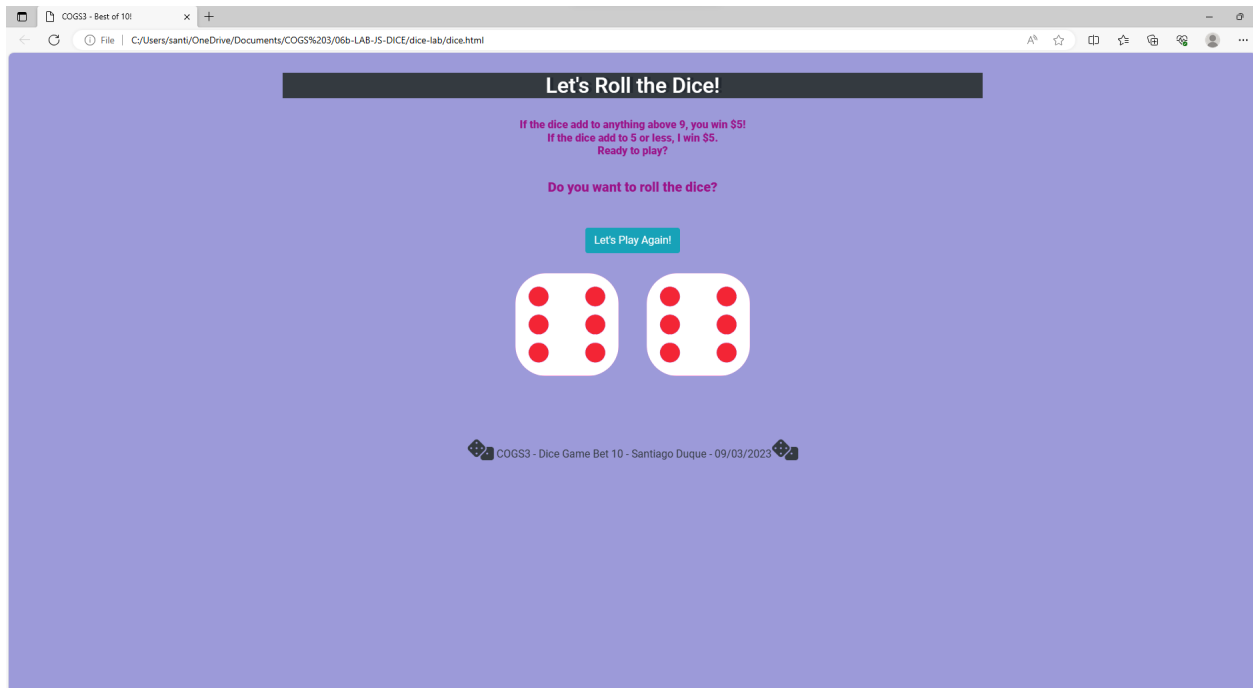 COGS3 - Best of 10!
File | C:/Users/santi/OneDrive/Documents/COGS%203/06b-LAB-JS-DICE/dice-lab/dice.html
Let's Roll the Dice!
If the dice add to anything above 9, you win $5!
If the dice add to 5 or less, I win $5.
Ready to play?
Do you want to roll the dice?
Let's Play Again!
COGS3 - Dice Game Bet 10 - Santiago Duque - 09/03/2023